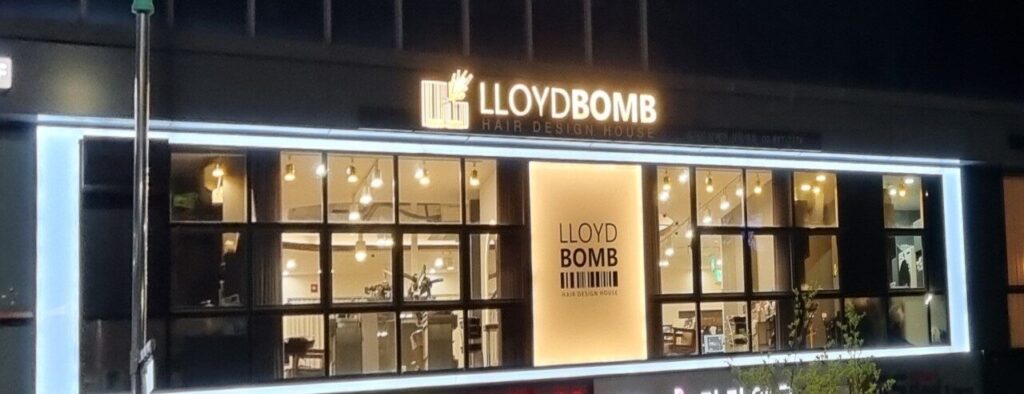 LLOYDBOMB
HAIR DESIGN HOUSE
LLOYD
BOMB
HAIR DESIGN HOUSE